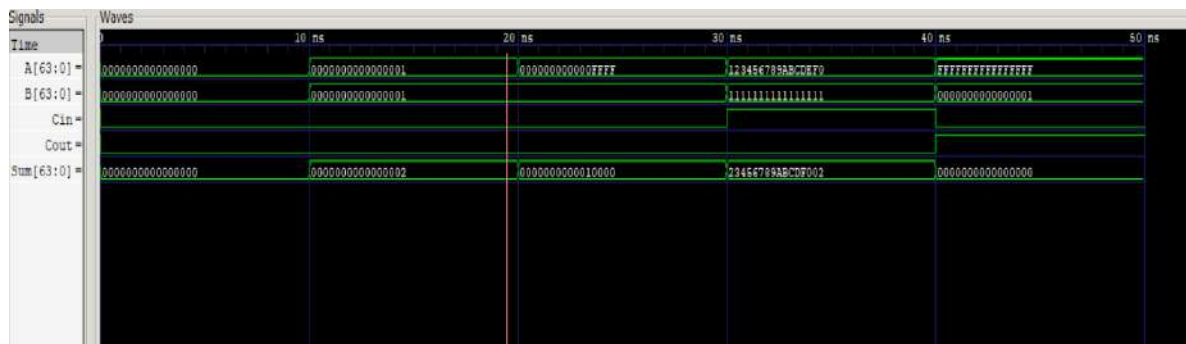 Signals Waves
Time 0 10 ns 20 ns 30 ns 40 ns 50 ns
A[63:0]= 0000000000000000 0000000000000001 000000000000FFFF 123456789ABCDEF0 FFFFFFFFFFFFFFFF
B[63:0]= 0000000000000000 0000000000000001 1111111111111111 0000000000000001
Cin=
Cout=
Sum[63:0]= 0000000000000000 0000000000000002 0000000000010000 23456789ABCDF002 0000000000000000